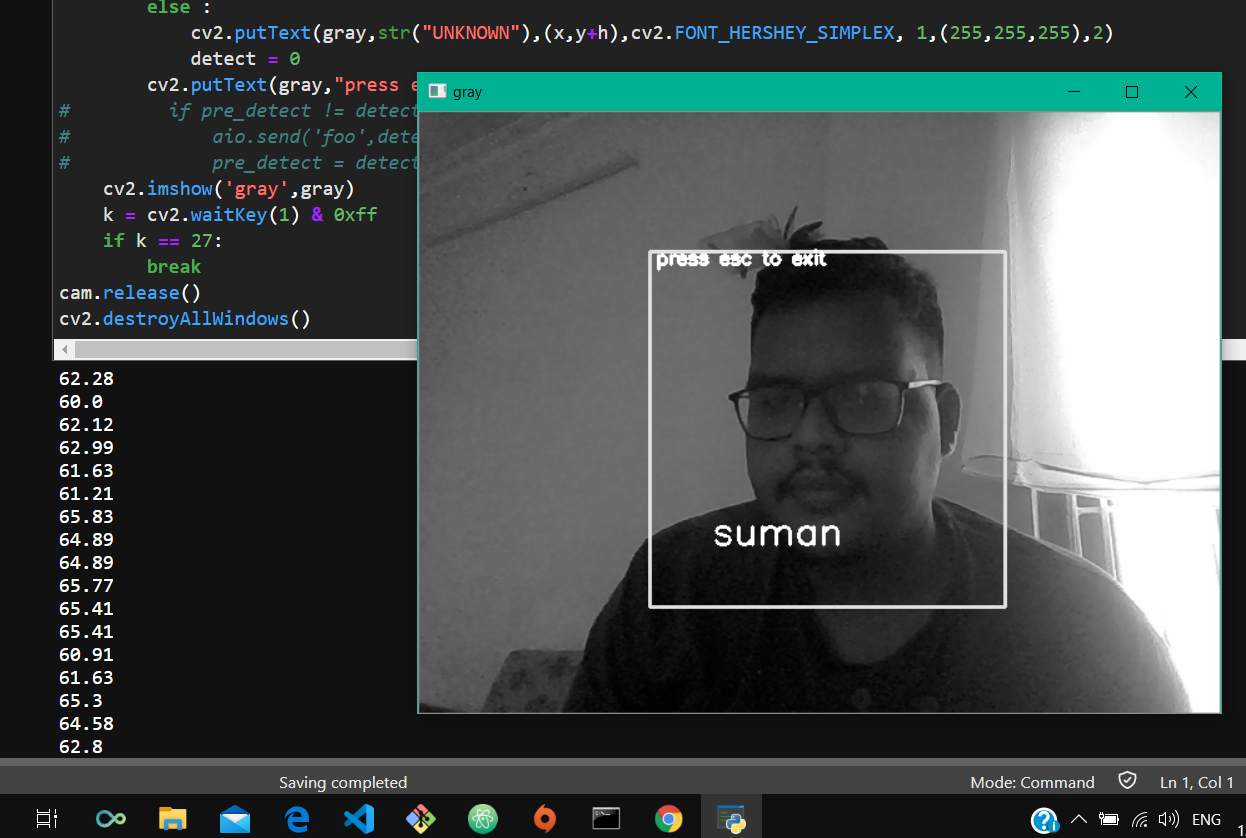 else :
cv2.putText(gray,str("UNKNOWN"),(x,y+h),cv2.FONT_HERSHEY_SIMPLEX, 1,(255,255,255),2)
detect = 0
cv2.putText(gray,"press e
# if pre_detect != detect
# aio.send('foo',dete
# pre_detect = detect
cv2.imshow('gray',gray)
k = cv2.waitKey(1) & 0xff
if k == 27:
break
cam.release()
cv2.destroyAllWindows()
gray
press esc to exit
suman
62.28
60.0
62.12
62.99
61.63
61.21
65.83
64.89
64.89
65.77
65.41
65.41
60.91
61.63
65.3
64.58
62.8
Saving completed
Mode: Command
Ln 1, Col 1
ENG
1